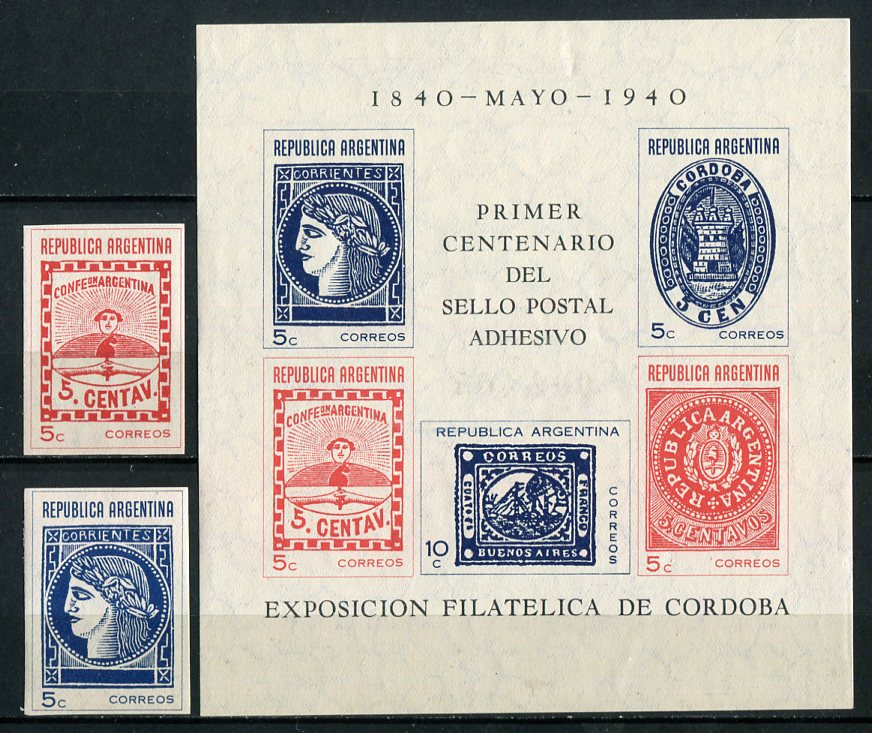 REPUBLICA ARGENTINA
CONFEON ARGENTINA
5. CENTAV.
5c CORREOS
REPUBLICA ARGENTINA
CORRIENTES
5c CORREOS
1840-MAYO-1940
REPUBLICA ARGENTINA
CORRIENTES
5c CORREOS
PRIMER
CENTENARIO
DEL
SELLO POSTAL
ADHESIVO
REPUBLICA ARGENTINA
CORDOBA
5 CEN
5c CORREOS
REPUBLICA ARGENTINA
CONFEON ARGENTINA
5. CENTAV.
5c CORREOS
REPUBLICA ARGENTINA
CORREOS
FRANCO
BUENOS AIRES
10
c
CORREOS
REPUBLICA ARGENTINA
REPUBLICA ARGENTINA
5 CENTAVOS
5c CORREOS
EXPOSICION FILATELICA DE CORDOBA